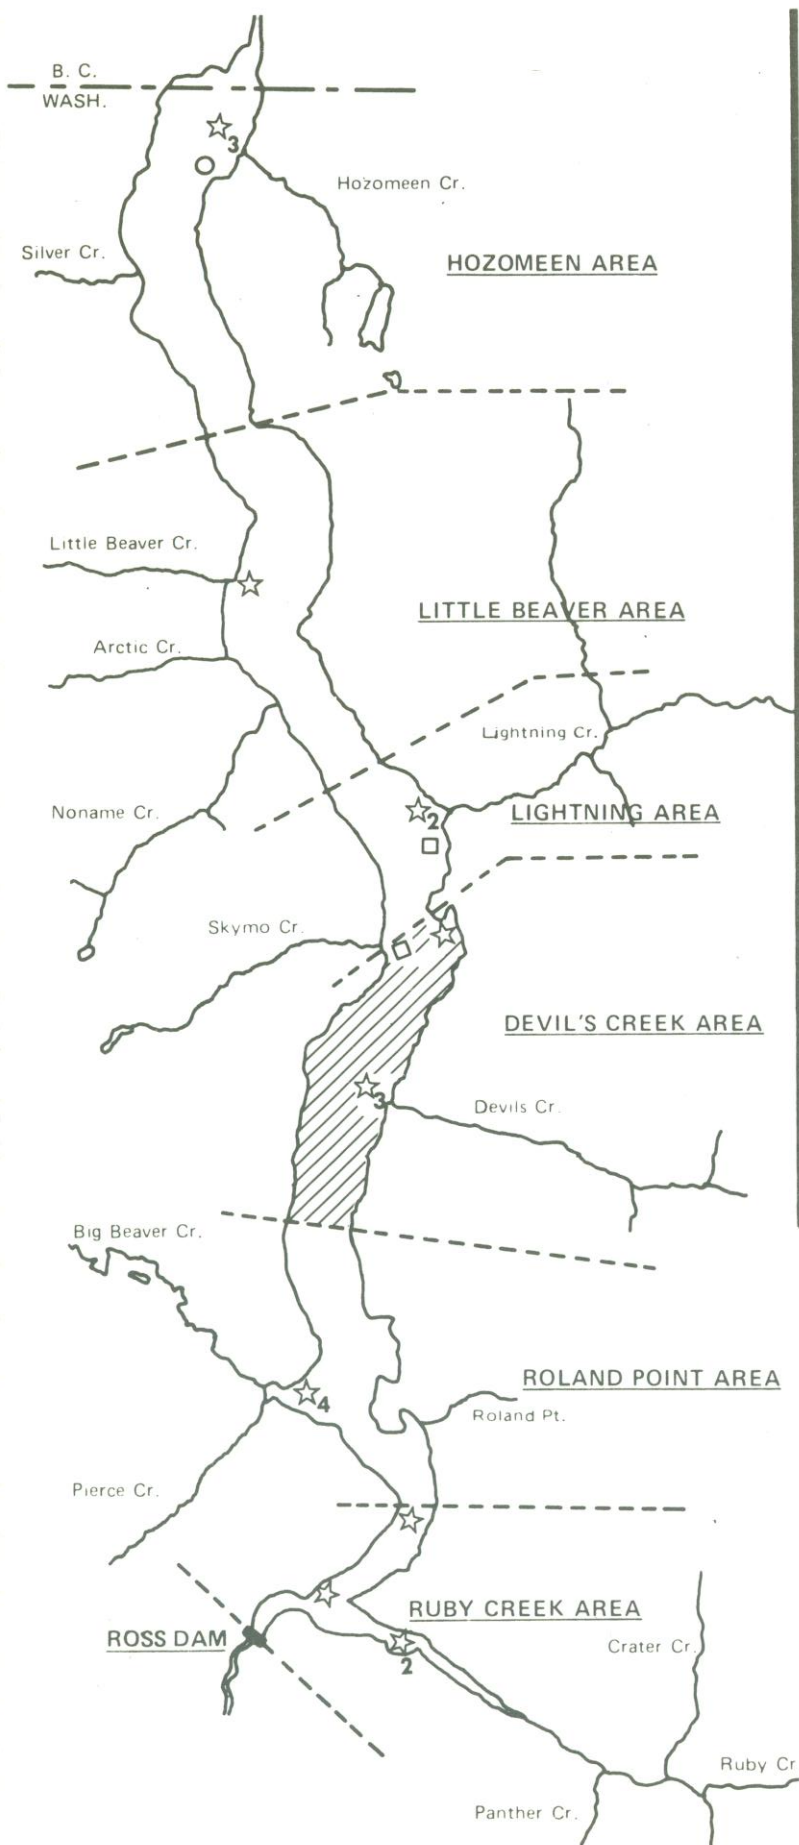 B. C.
WASH.
3
Hozomeen Cr.
Silver Cr.
HOZOMEEN AREA
Little Beaver Cr.
LITTLE BEAVER AREA
Arctic Cr.
Lightning Cr.
Noname Cr.
2
LIGHTNING AREA
Skymo Cr.
DEVIL'S CREEK AREA
3
Devils Cr.
Big Beaver Cr.
ROLAND POINT AREA
4
Roland Pt.
Pierce Cr.
RUBY CREEK AREA
ROSS DAM
Crater Cr.
2
Ruby Cr
Panther Cr.